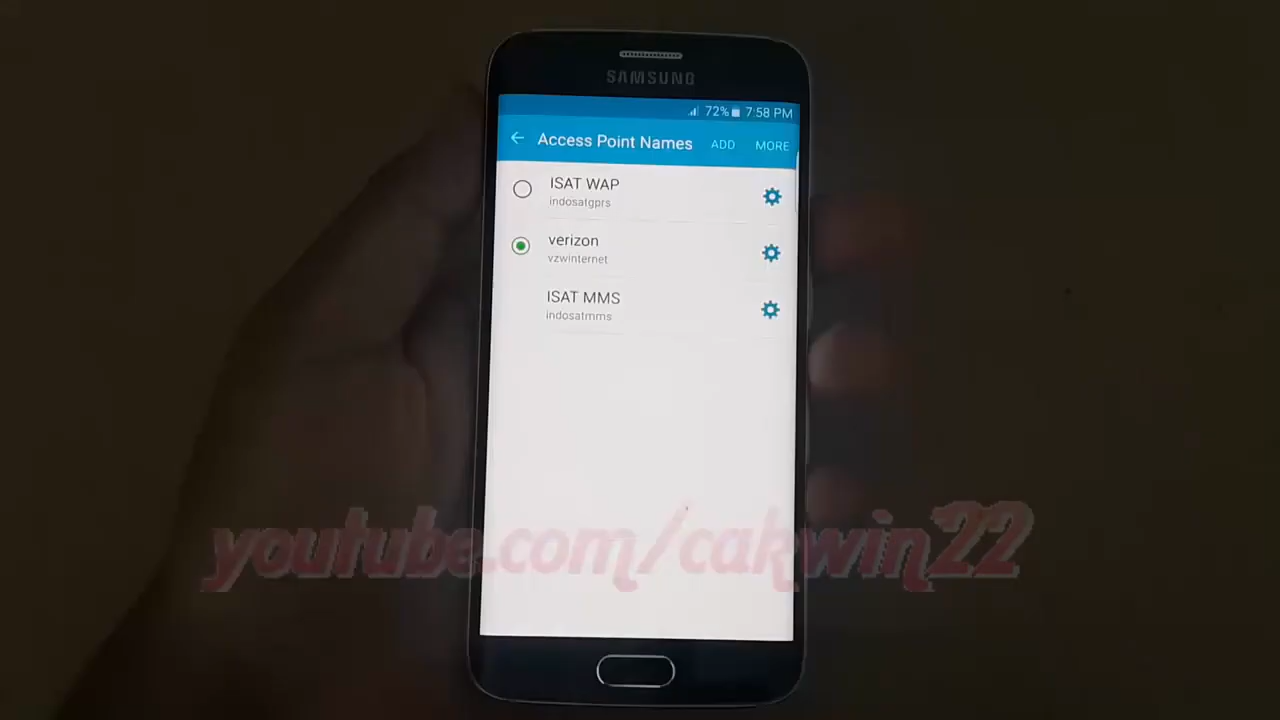 SAMSUNG
72% 7:58 PM
Access Point Names ADD MORE
ISAT WAP
indosatgprs
verizon
vzwinternet
ISAT MMS
indosatmms
youtube.com/cakwin22